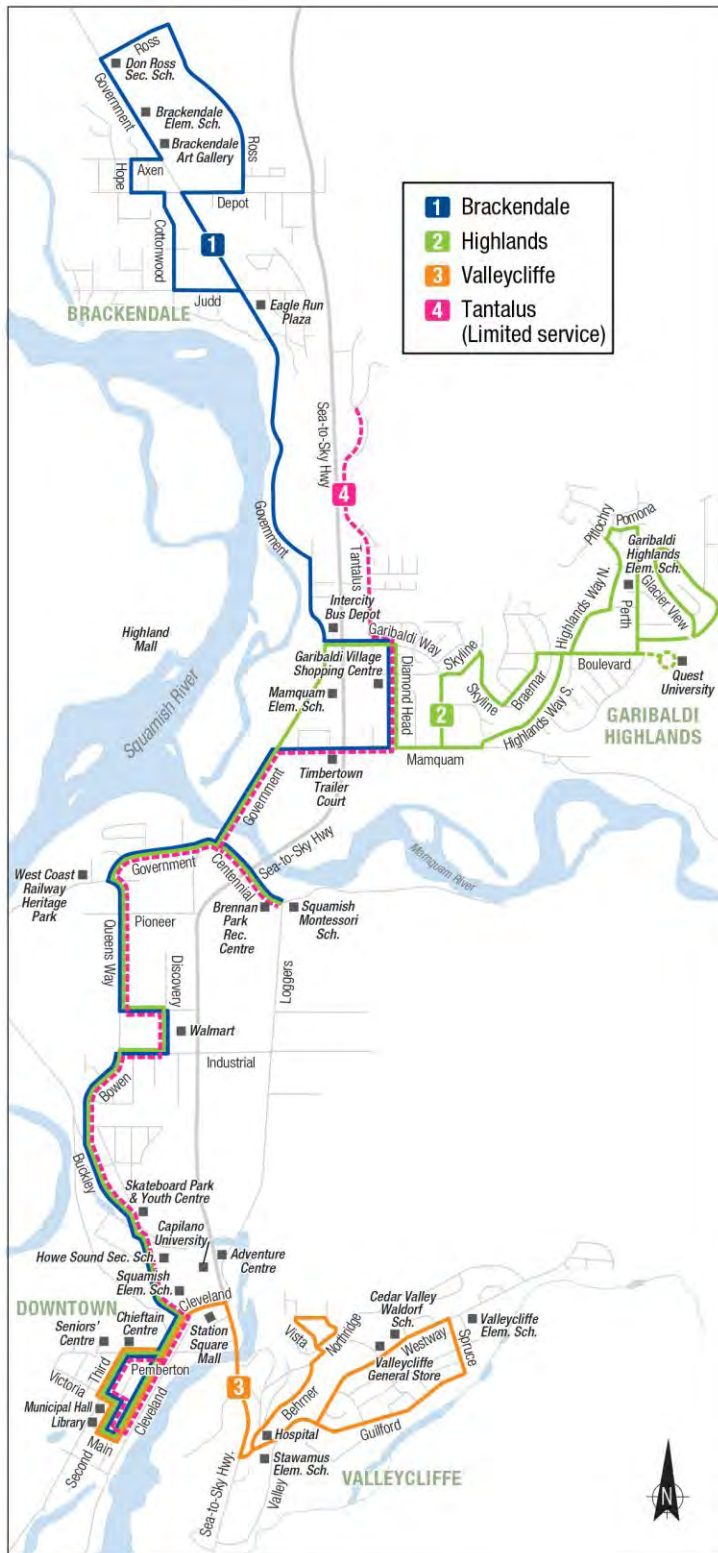 Ross
Don Ross
Sec. Sch.
Government
Brackendale
Elem. Sch.
Brackendale
Art Gallery
Ross
Hope
Axen
Depot
Cottonwood
1
Judd
BRACKENDALE
Eagle Run
Plaza
1 Brackendale
2 Highlands
3 Valleycliffe
4 Tantalus
(Limited service)
Sea-to-Sky Hwy
4
Tantalus
Government
Intercity
Bus Depot
Garibaldi Way
Highland
Mall
Squamish River
Garibaldi Village
Shopping Centre
Mamquam
Elem. Sch.
Diamond Head
Skyline
Skyline
2
Braemar
Highlands Way N.
Highlands Way S.
Pitlochry
Pomona
Garibaldi
Highlands
Elem. Sch.
Perth
Glacier View
Boulevard
Quest
University
GARIBALDI
HIGHLANDS
Mamquam
Timbertown
Trailer
Court
Government
Sea-to-Sky Hwy
Mamquam River
Government
Centennial
West Coast
Railway
Heritage
Park
Pioneer
Brennan
Park
Rec.
Centre
Squamish
Montessori
Sch.
Queens Way
Discovery
Loggers
Walmart
Industrial
Bowen
Buckley
Skateboard Park
& Youth Centre
Capilano
University
Howe Sound Sec. Sch.
Adventure
Centre
Squamish
Elem. Sch.
Cleveland
DOWNTOWN
Chieftain
Centre
Seniors'
Centre
Station
Square
Mall
Third
Pemberton
Victoria
Cleveland
Municipal Hall
Library
Main
Second
3
Vista
Northridge
Cedar Valley
Waldorf
Sch.
Westway
Valleycliffe
Elem. Sch.
Spruce
Valleycliffe
General Store
Behrner
Guilford
Hospital
Stawamus
Elem. Sch.
Sea-to-Sky Hwy.
Valley
VALLEYCLIFFE
N